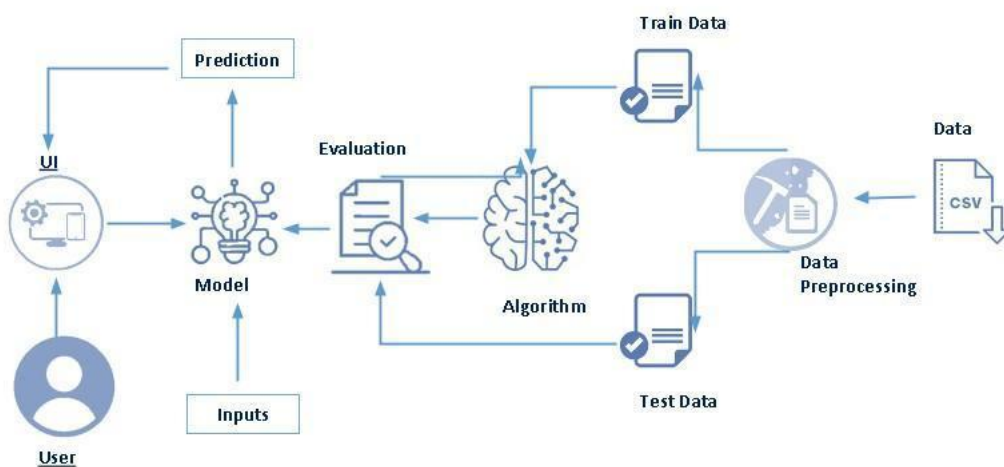 Train Data
Prediction
Data
Evaluation
UI
CSV
Model
Data
Preprocessing
Algorithm
Test Data
Inputs
User